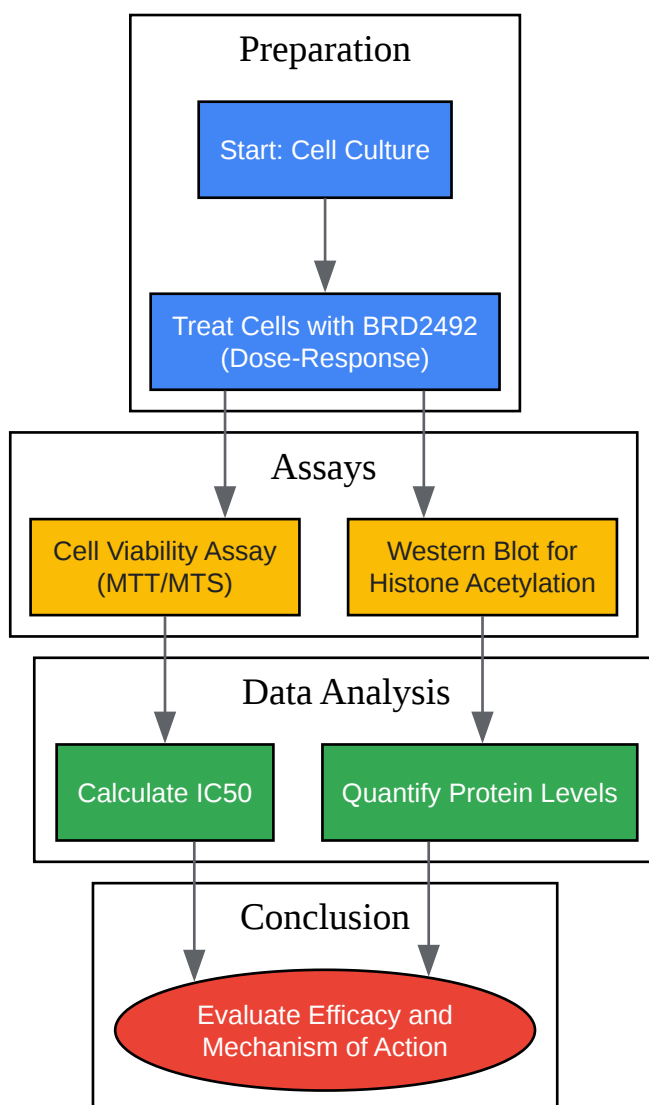 Preparation
Start: Cell Culture
Treat Cells with BRD2492
(Dose-Response)
Assays
Cell Viability Assay
(MTT/MTS)
Western Blot for
Histone Acetylation
Data Analysis
Calculate IC50
Quantify Protein Levels
Conclusion
Evaluate Efficacy and
Mechanism of Action